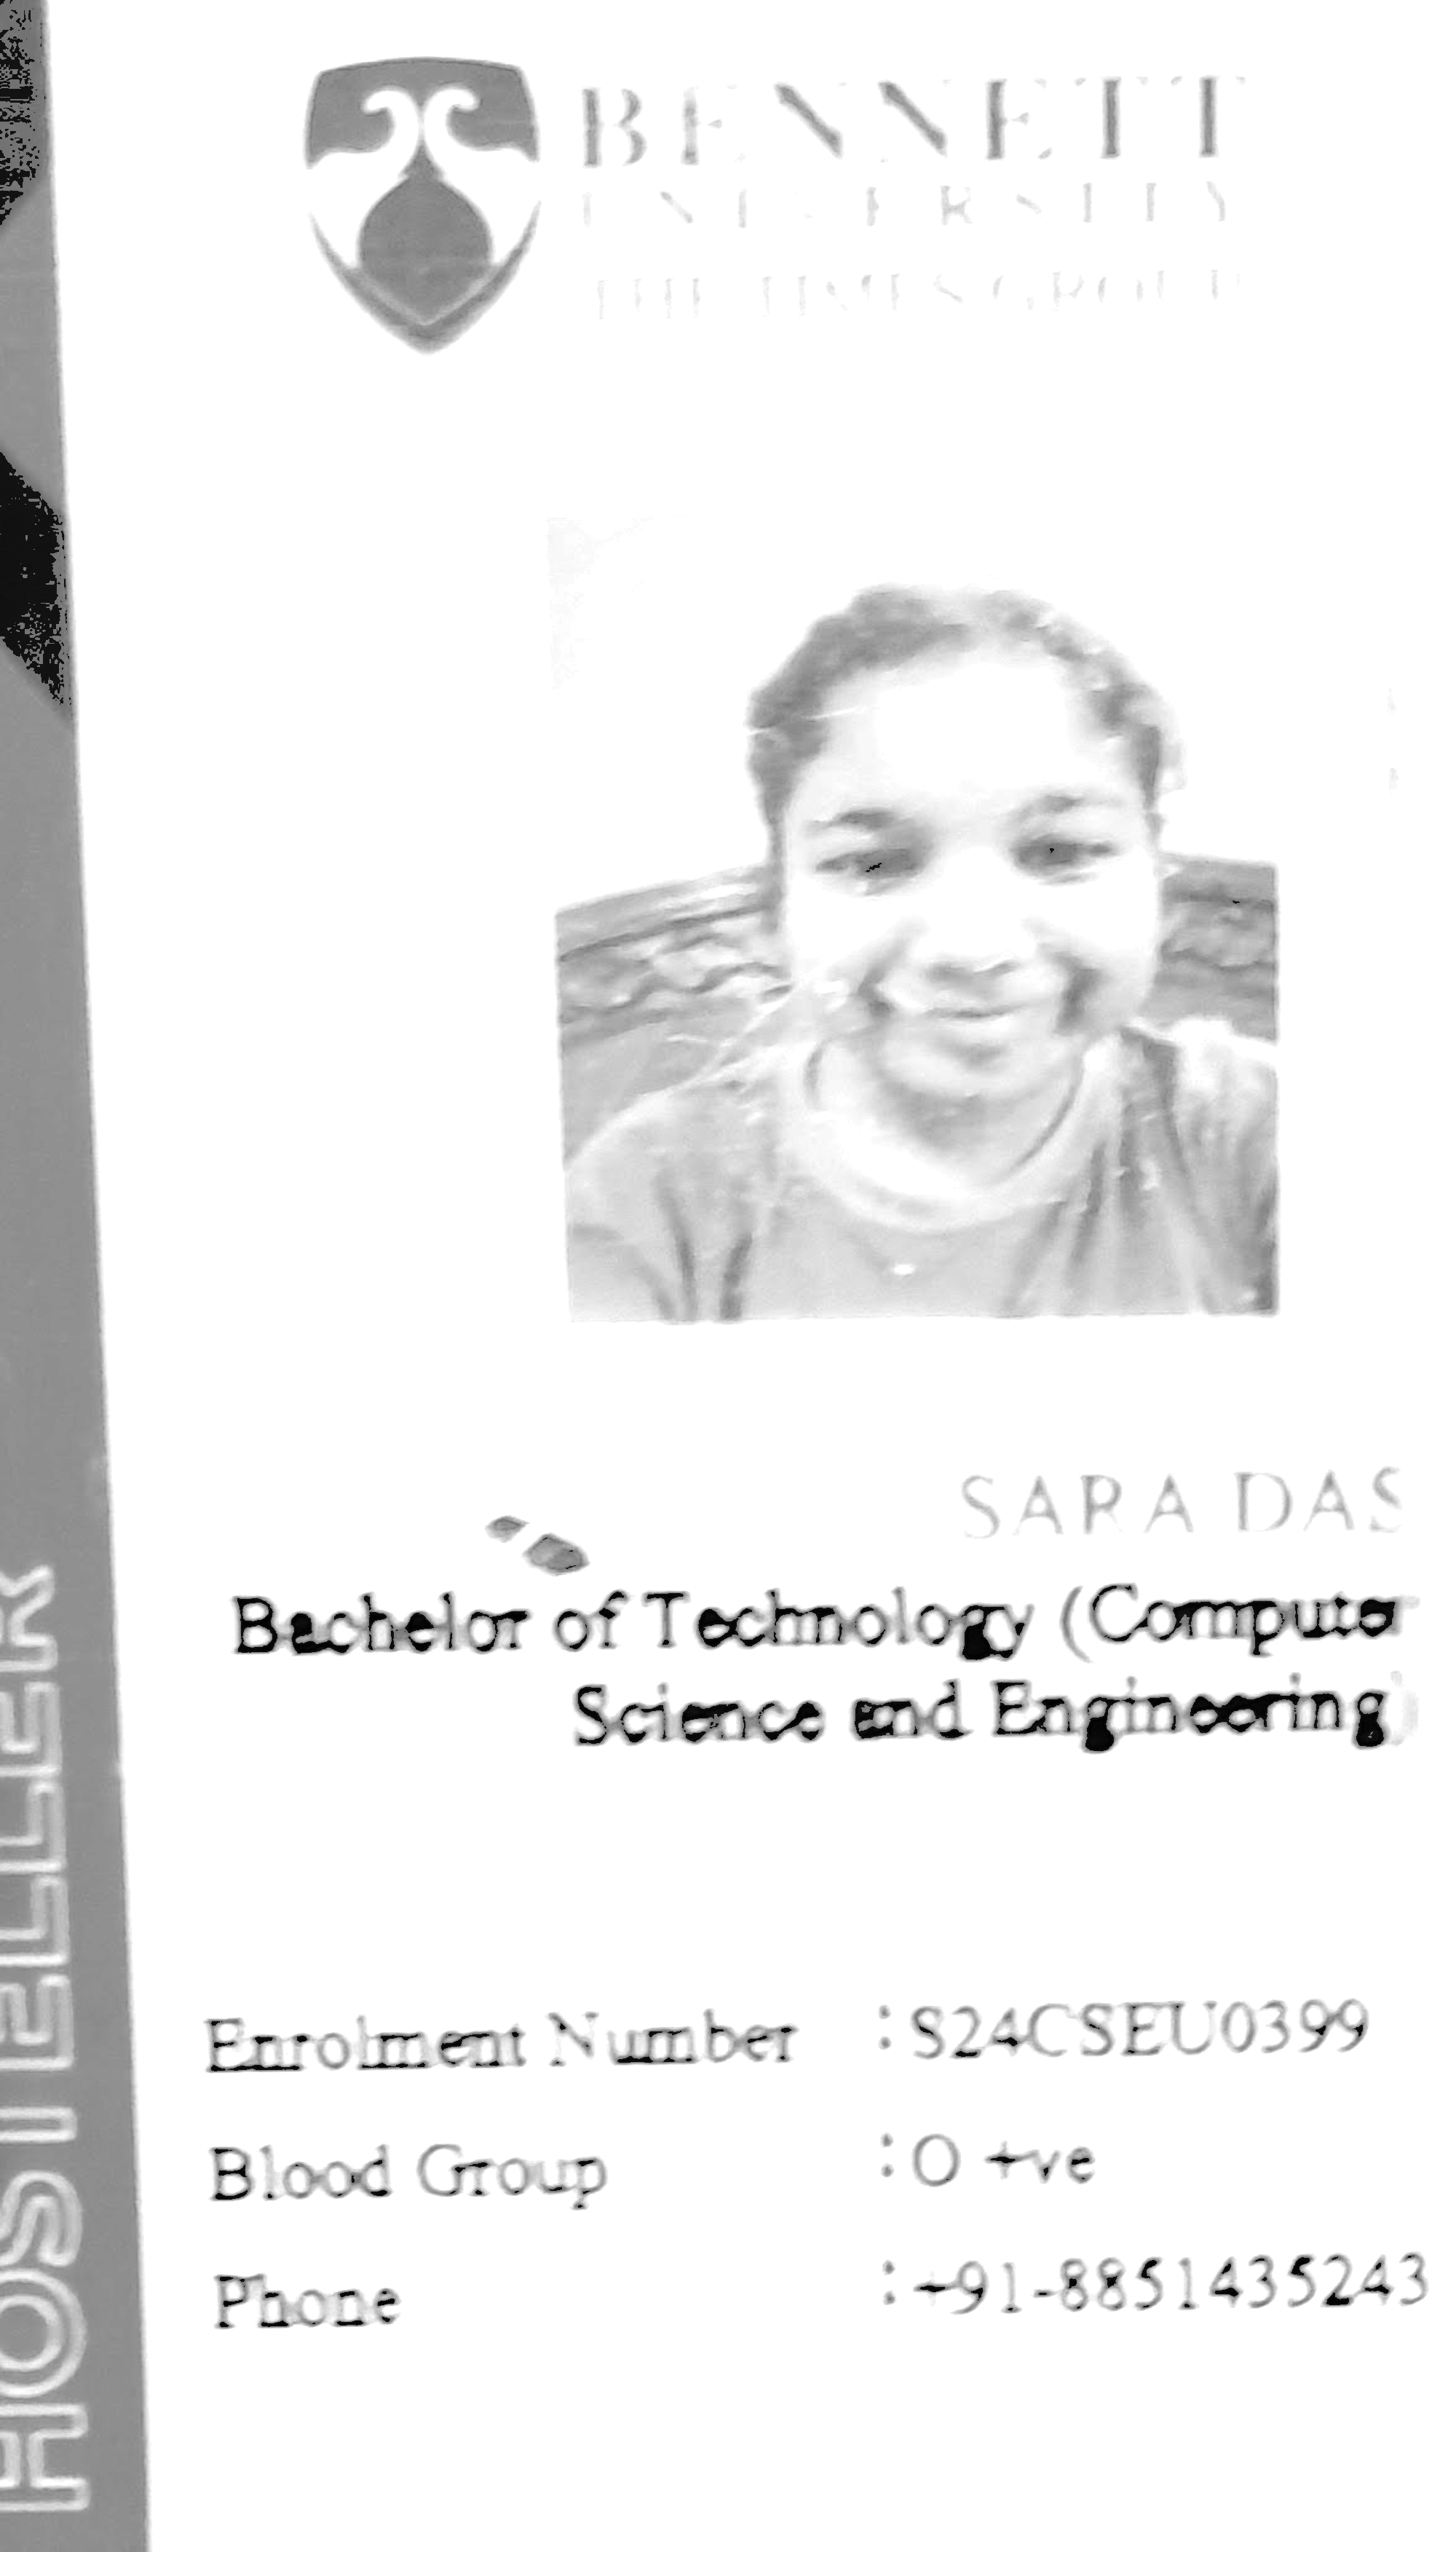 BENNETT
UNIVERSITY
THE TIMES GROUP
SARA DAS
Bachelor of Technology (Computer
Science and Engineering)
Enrolment Number : S24CSEU0399
Blood Group : O +ve
Phone : +91-8851435243
HOSTELLER